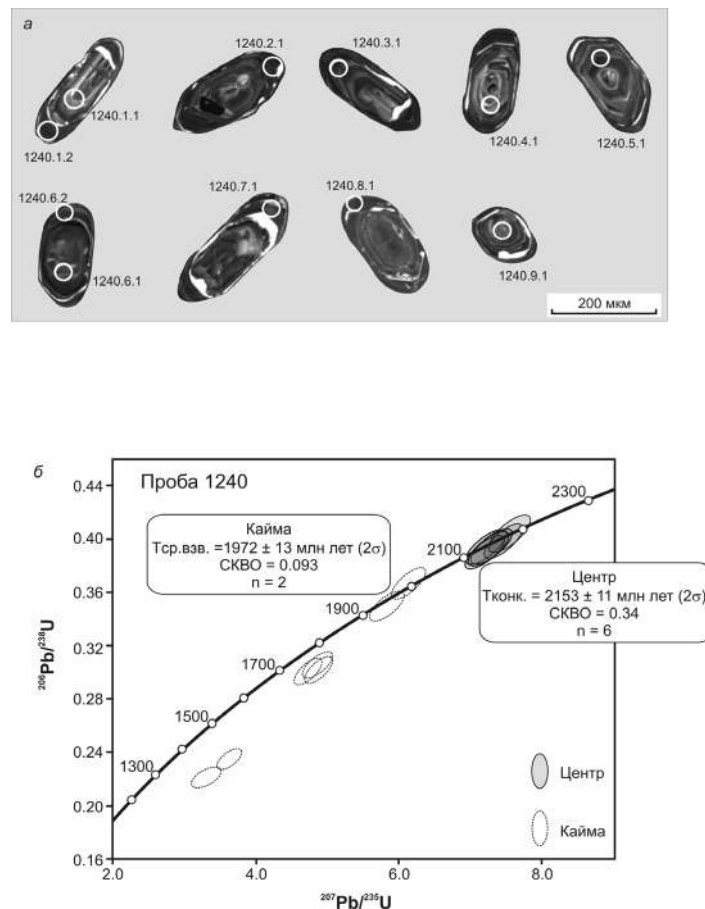 а
1240.2.1
1240.3.1
1240.1.1
1240.4.1
1240.5.1
1240.1.2
1240.6.2
1240.7.1
1240.8.1
1240.6.1
1240.9.1
200 мкм
б
Проба 1240
0.44
2300
Кайма
Тср.взв. =1972 ± 13 млн лет (2σ)
СКВО = 0.093
n = 2
0.40
2100
Центр
Тконк. = 2153 ± 11 млн лет (2σ)
СКВО = 0.34
n = 6
0.36
1900
0.32
1700
0.28
1500
0.24
1300
0.20
0.16
Центр
Кайма
2.0 4.0 6.0 8.0
²⁰⁶Pb/²³⁸U
²⁰⁷Pb/²³⁵U